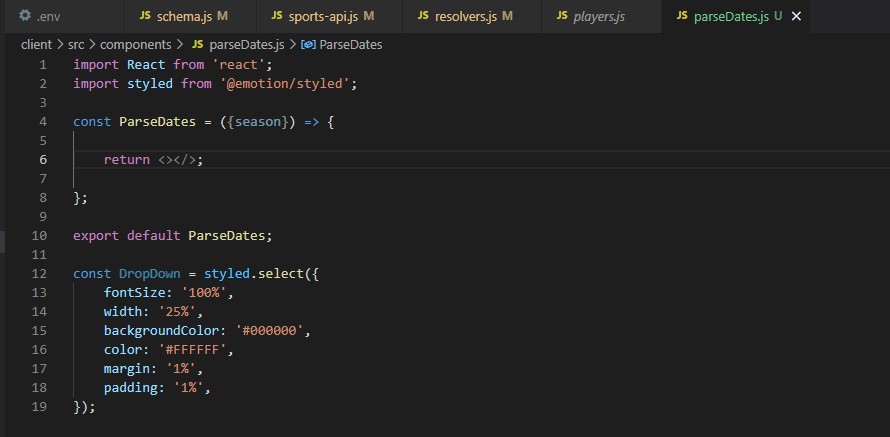 .env JS schema.js M JS sports-api.js M JS resolvers.js M JS players.js JS parseDates.js U ×
client > src > components > JS parseDates.js > ParseDates
1 import React from 'react';
2 import styled from '@emotion/styled';
3
4 const ParseDates = ({season}) => {
5
6     return <></>;
7
8 };
9
10 export default ParseDates;
11
12 const DropDown = styled.select({
13     fontSize: '100%',
14     width: '25%',
15     backgroundColor: '#000000',
16     color: '#FFFFFF',
17     margin: '1%',
18     padding: '1%',
19 });